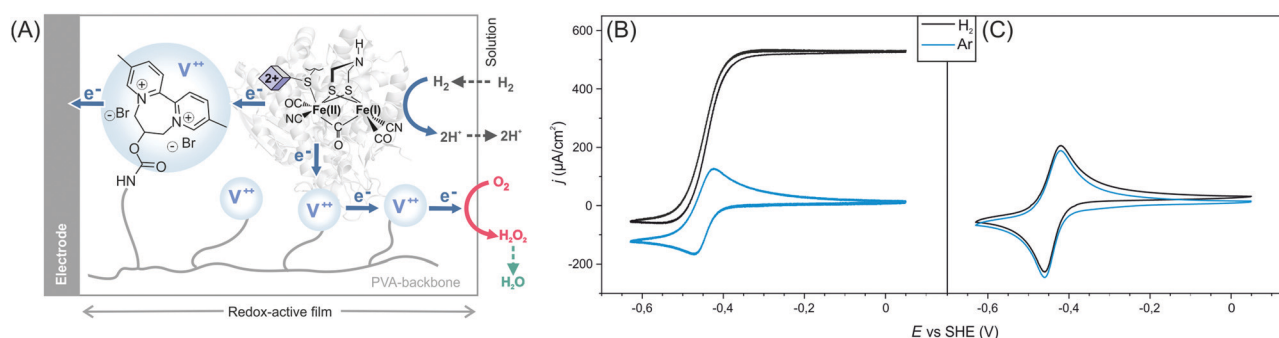 (A)
V⁺⁺
e⁻
Br
N
+
N
+
Br
O
O
HN
2+
S
H
N
S
S
OC
NC
Fe(II)
Fe(I)
CN
CO
C
O
e⁻
e⁻
H₂
H₂
2H⁺
2H⁺
Solution
V⁺⁺
V⁺⁺
e⁻
V⁺⁺
e⁻
O₂
H₂O₂
H₂O
PVA-backbone
Electrode
Redox-active film
(B)
H₂
Ar
(C)
j (µA/cm²)
600
400
200
0
-200
-0,6
-0,4
-0,2
0
-0,6
-0,4
-0,2
0
E vs SHE (V)